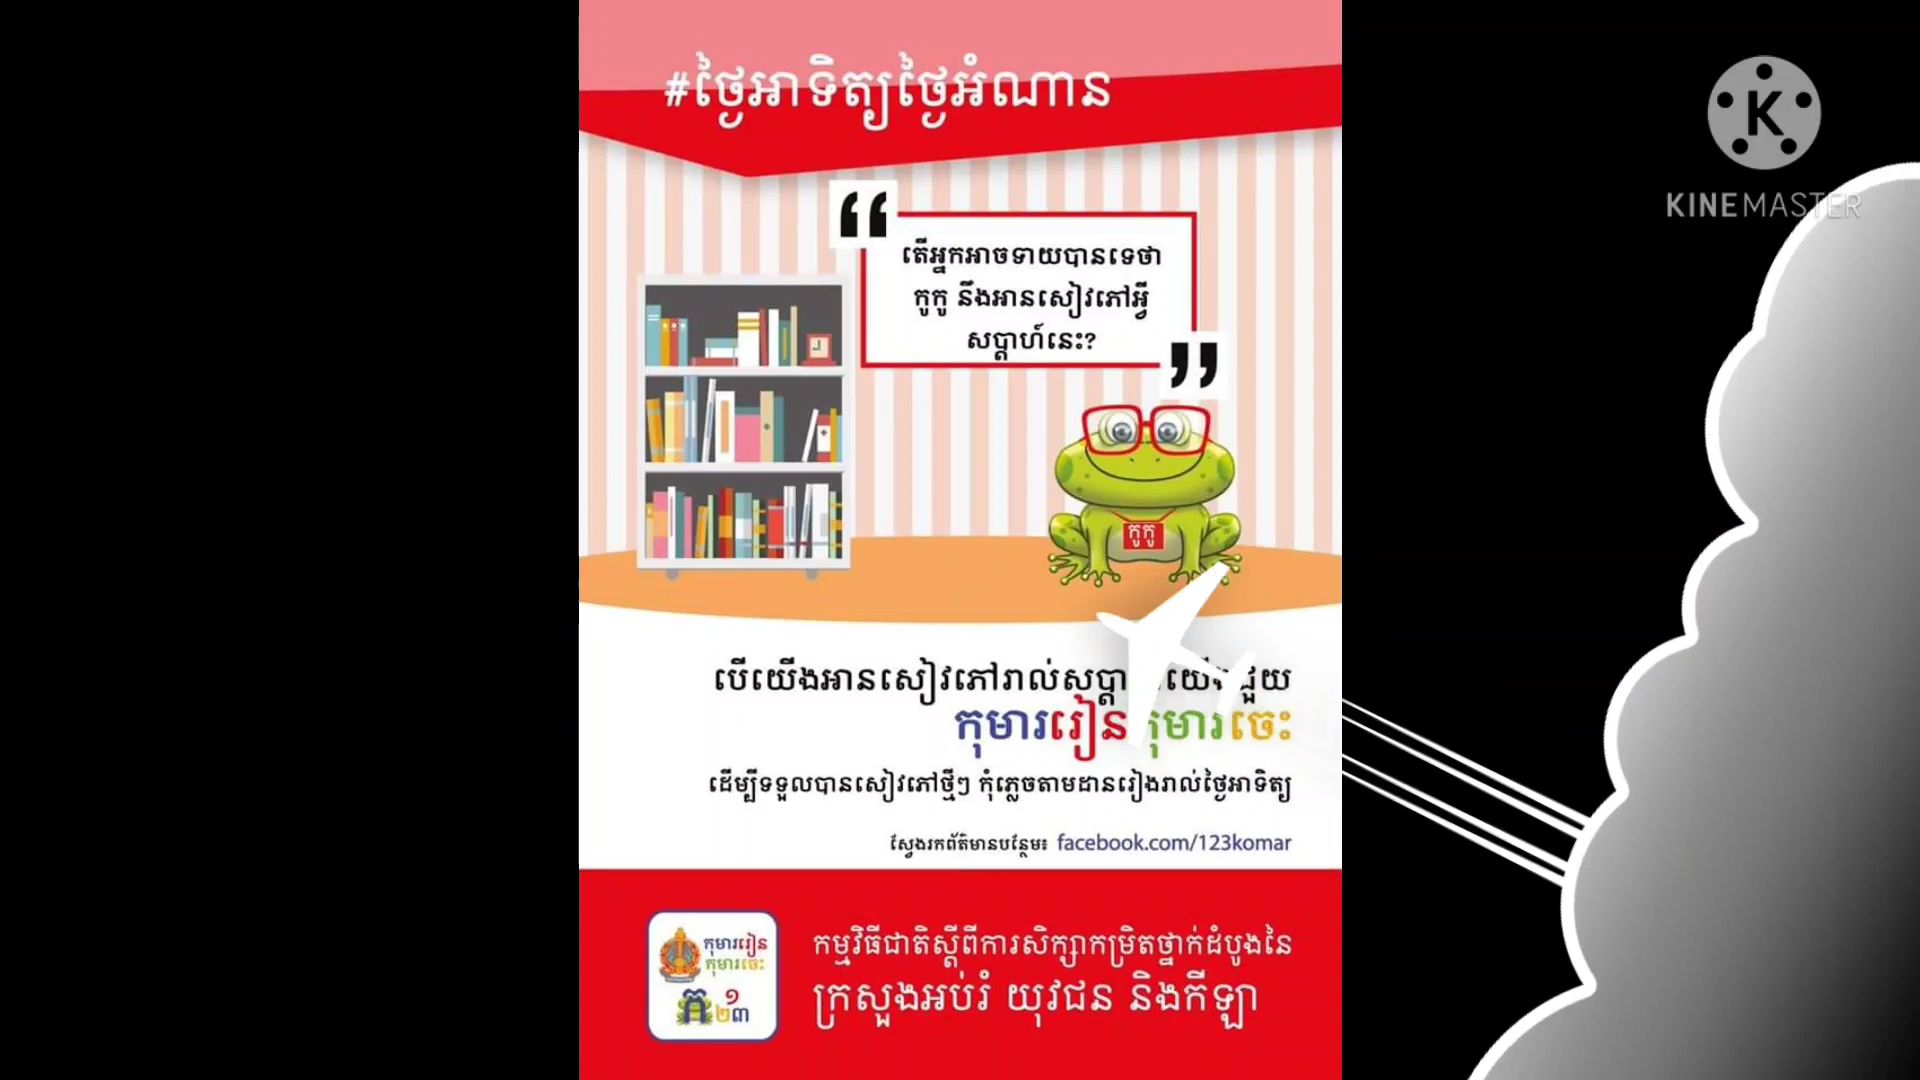 #ថ្ងៃអាទិត្យថ្ងៃអំណាន
តើអ្នកអាចទាយបានទេថា
កូកូ នឹងអានសៀវភៅអ្វី
សប្តាហ៍នេះ?
កូកូ
បើយើងអានសៀវភៅរាល់ ជួយ
កុមាររៀន កុមារចេះ
ដើម្បីទទួលបានសៀវភៅថ្មីៗ កុំភ្លេចតាមដានរៀងរាល់ថ្ងៃអាទិត្យ
ស្វែងរកព័ត៌មានបន្ថែម៖ facebook.com/123komar
កុមាររៀន
កុមារចេះ
ក ១
២៣
កម្មវិធីជាតិស្តីពីការសិក្សាកម្រិតថ្នាក់ដំបូងនៃ
ក្រសួងអប់រំ យុវជន និងកីឡា
K
KINEMASTER